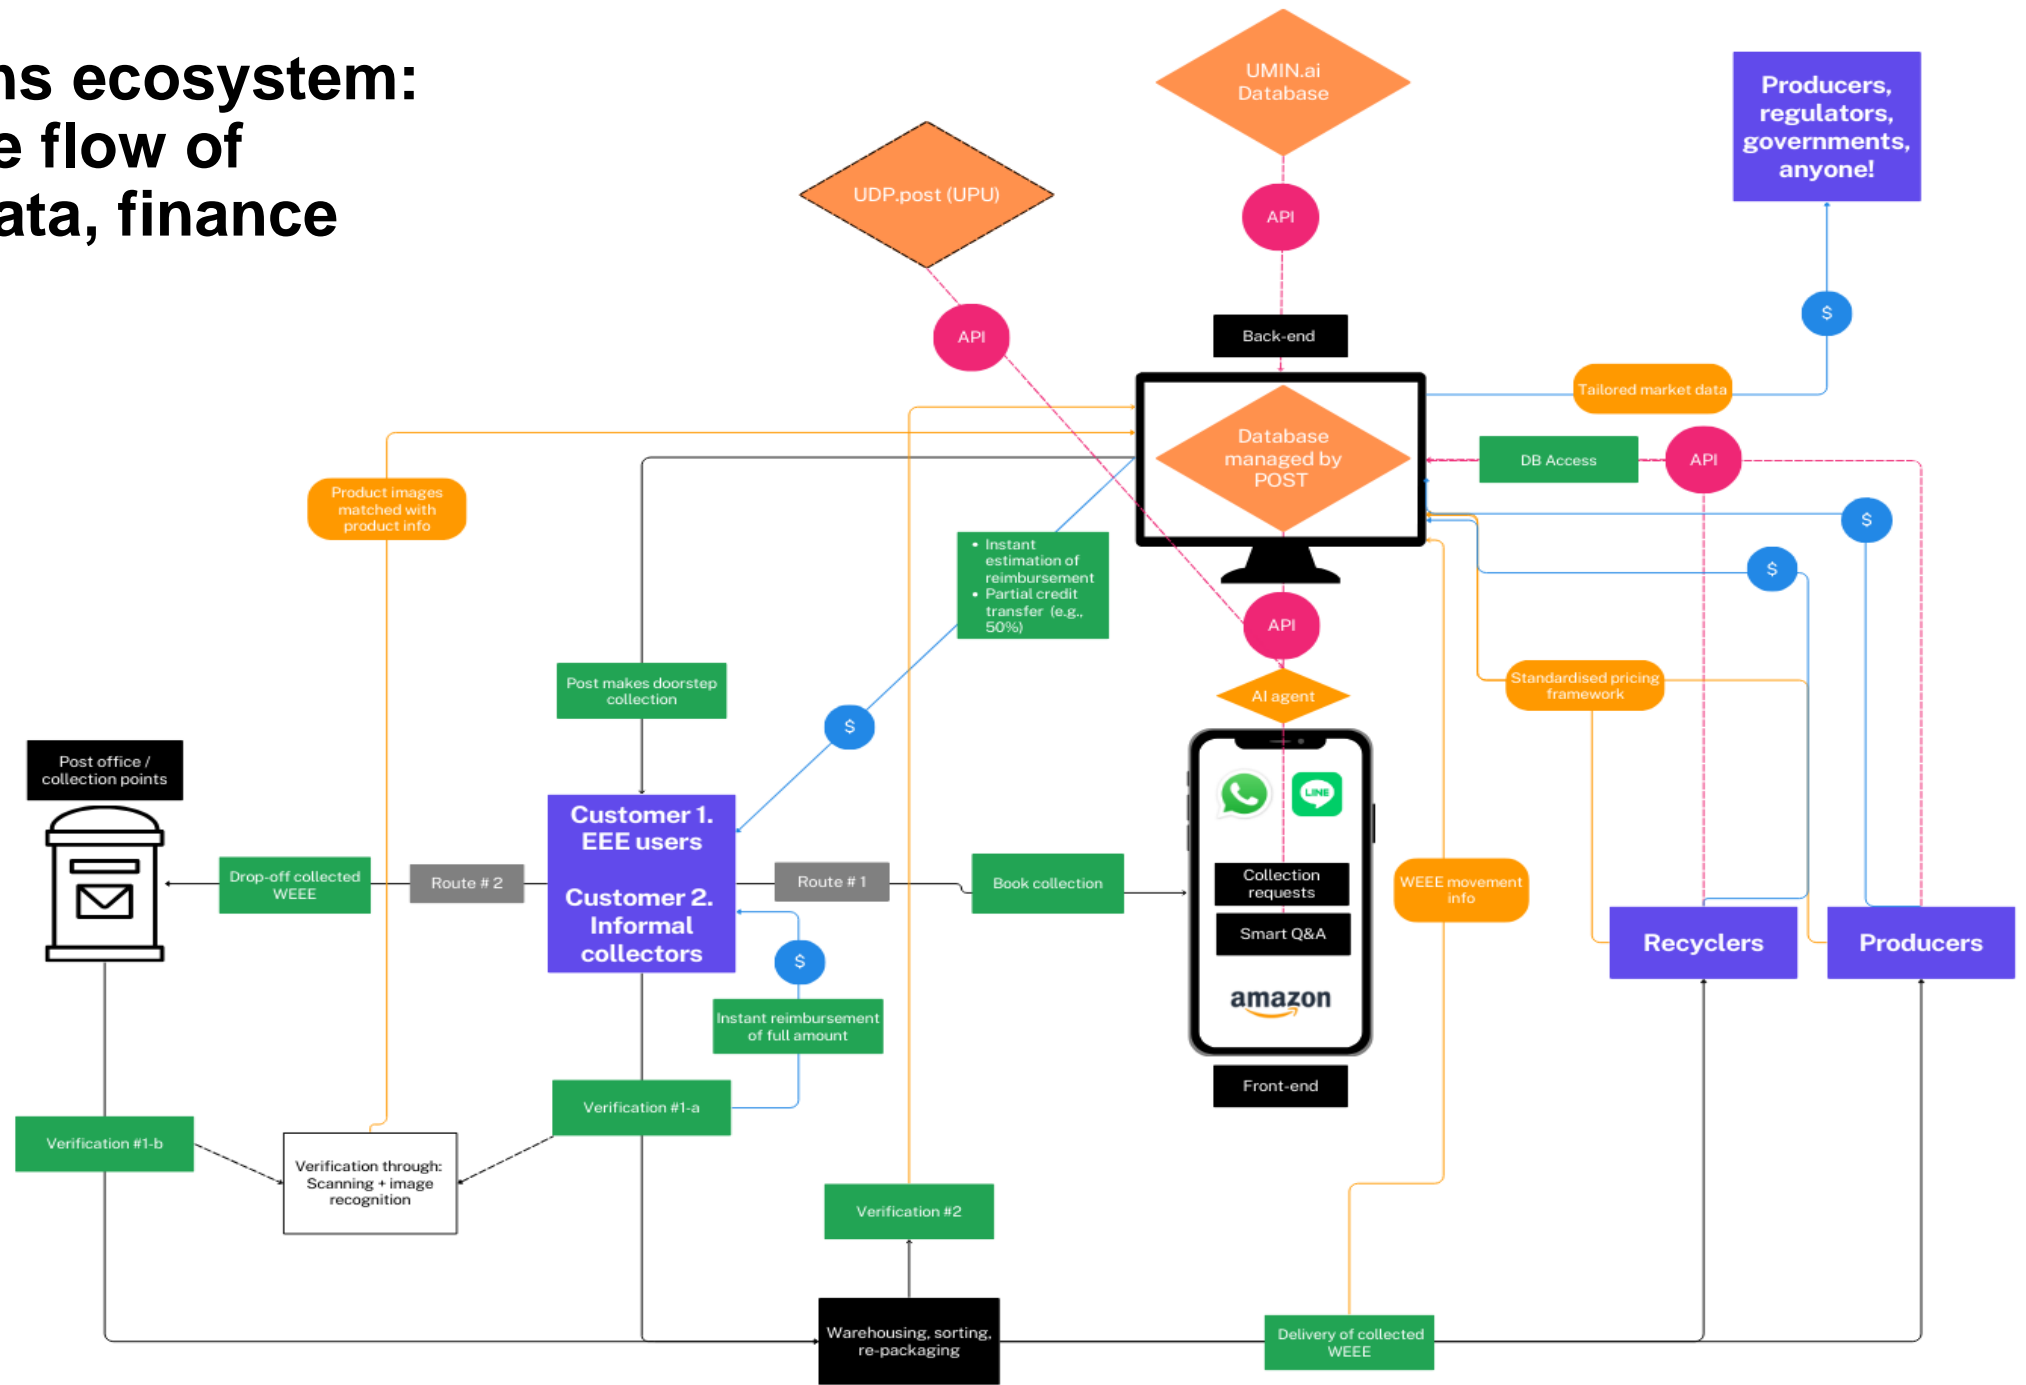 ns ecosystem:
e flow of
ata, finance
UMIN.ai
Database
Producers,
regulators,
governments,
anyone!
UDP.post (UPU)
API
$
API
Back-end
Tailored market data
Database
managed by
POST
DB Access
API
Product images
matched with
product info
$
• Instant
estimation of
reimbursement
• Partial credit
transfer (e.g.,
50%)
$
API
Post makes doorstep
collection
Standardised pricing
framework
AI agent
$
Post office /
collection points
LINE
Customer 1.
EEE users
Customer 2.
Informal
collectors
Drop-off collected
WEEE
Route # 2
Route # 1
Book collection
Collection
requests
WEEE movement
info
Smart Q&A
Recyclers
Producers
$
amazon
Instant reimbursement
of full amount
Front-end
Verification #1-a
Verification #1-b
Verification through:
Scanning + image
recognition
Verification #2
Warehousing, sorting,
re-packaging
Delivery of collected
WEEE